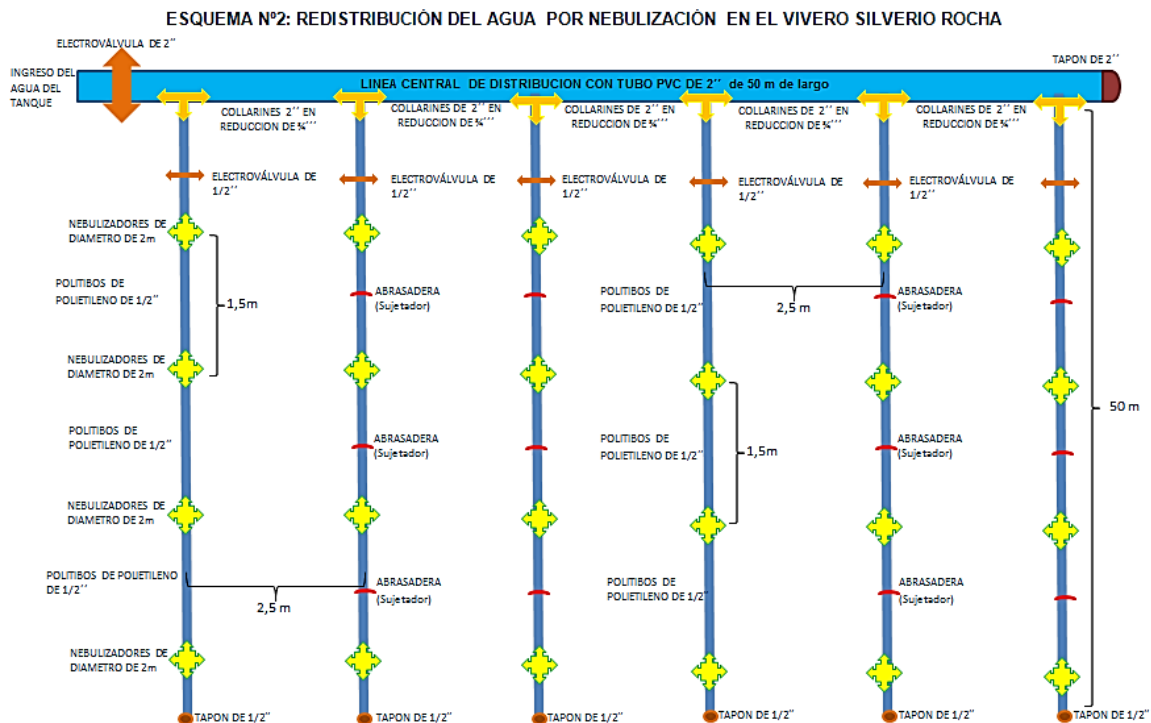 ESQUEMA Nº2: REDISTRIBUCIÓN DEL AGUA POR NEBULIZACIÓN EN EL VIVERO SILVERIO ROCHA
ELECTROVÁLVULA DE 2’’
TAPON DE 2’’
INGRESO DEL
AGUA DEL
TANQUE
LINEA CENTRAL DE DISTRIBUCION CON TUBO PVC DE 2’’ de 50 m de largo
COLLARINES 2’’ EN
REDUCCION DE ¾’’’
COLLARINES DE 2’’ EN
REDUCCION DE ¾’’’
COLLARINES DE 2’’ EN
REDUCCION DE ¾’’’
COLLARINES DE 2’’ EN
REDUCCION DE ¾’’’
COLLARINES DE 2’’ EN
REDUCCION DE ¾’’’
ELECTROVÁLVULA DE
1/2’’
ELECTROVÁLVULA DE
1/2’’
ELECTROVÁLVULA DE
1/2’’
ELECTROVÁLVULA DE
1/2’’
ELECTROVÁLVULA DE
1/2’’
NEBULIZADORES DE
DIAMETRO DE 2m
POLITIBOS DE
POLIETILENO DE 1/2’’
1,5m
ABRASADERA
(Sujetador)
POLITIBOS DE
POLIETILENO DE 1/2’’
2,5 m
ABRASADERA
(Sujetador)
NEBULIZADORES DE
DIAMETRO DE 2m
50 m
POLITIBOS DE
POLIETILENO DE 1/2’’
ABRASADERA
(Sujetador)
POLITIBOS DE
POLIETILENO DE 1/2’’
1,5m
ABRASADERA
(Sujetador)
NEBULIZADORES DE
DIAMETRO DE 2m
POLITIBOS DE POLIETILENO
DE 1/2’’
2,5 m
ABRASADERA
(Sujetador)
POLITIBOS DE
POLIETILENO DE 1/2’’
ABRASADERA
(Sujetador)
NEBULIZADORES DE
DIAMETRO DE 2m
TAPON DE 1/2’’
TAPON DE 1/2’’
TAPON DE 1/2’’
TAPON DE 1/2’’
TAPON DE 1/2’’
TAPON DE 1/2’’